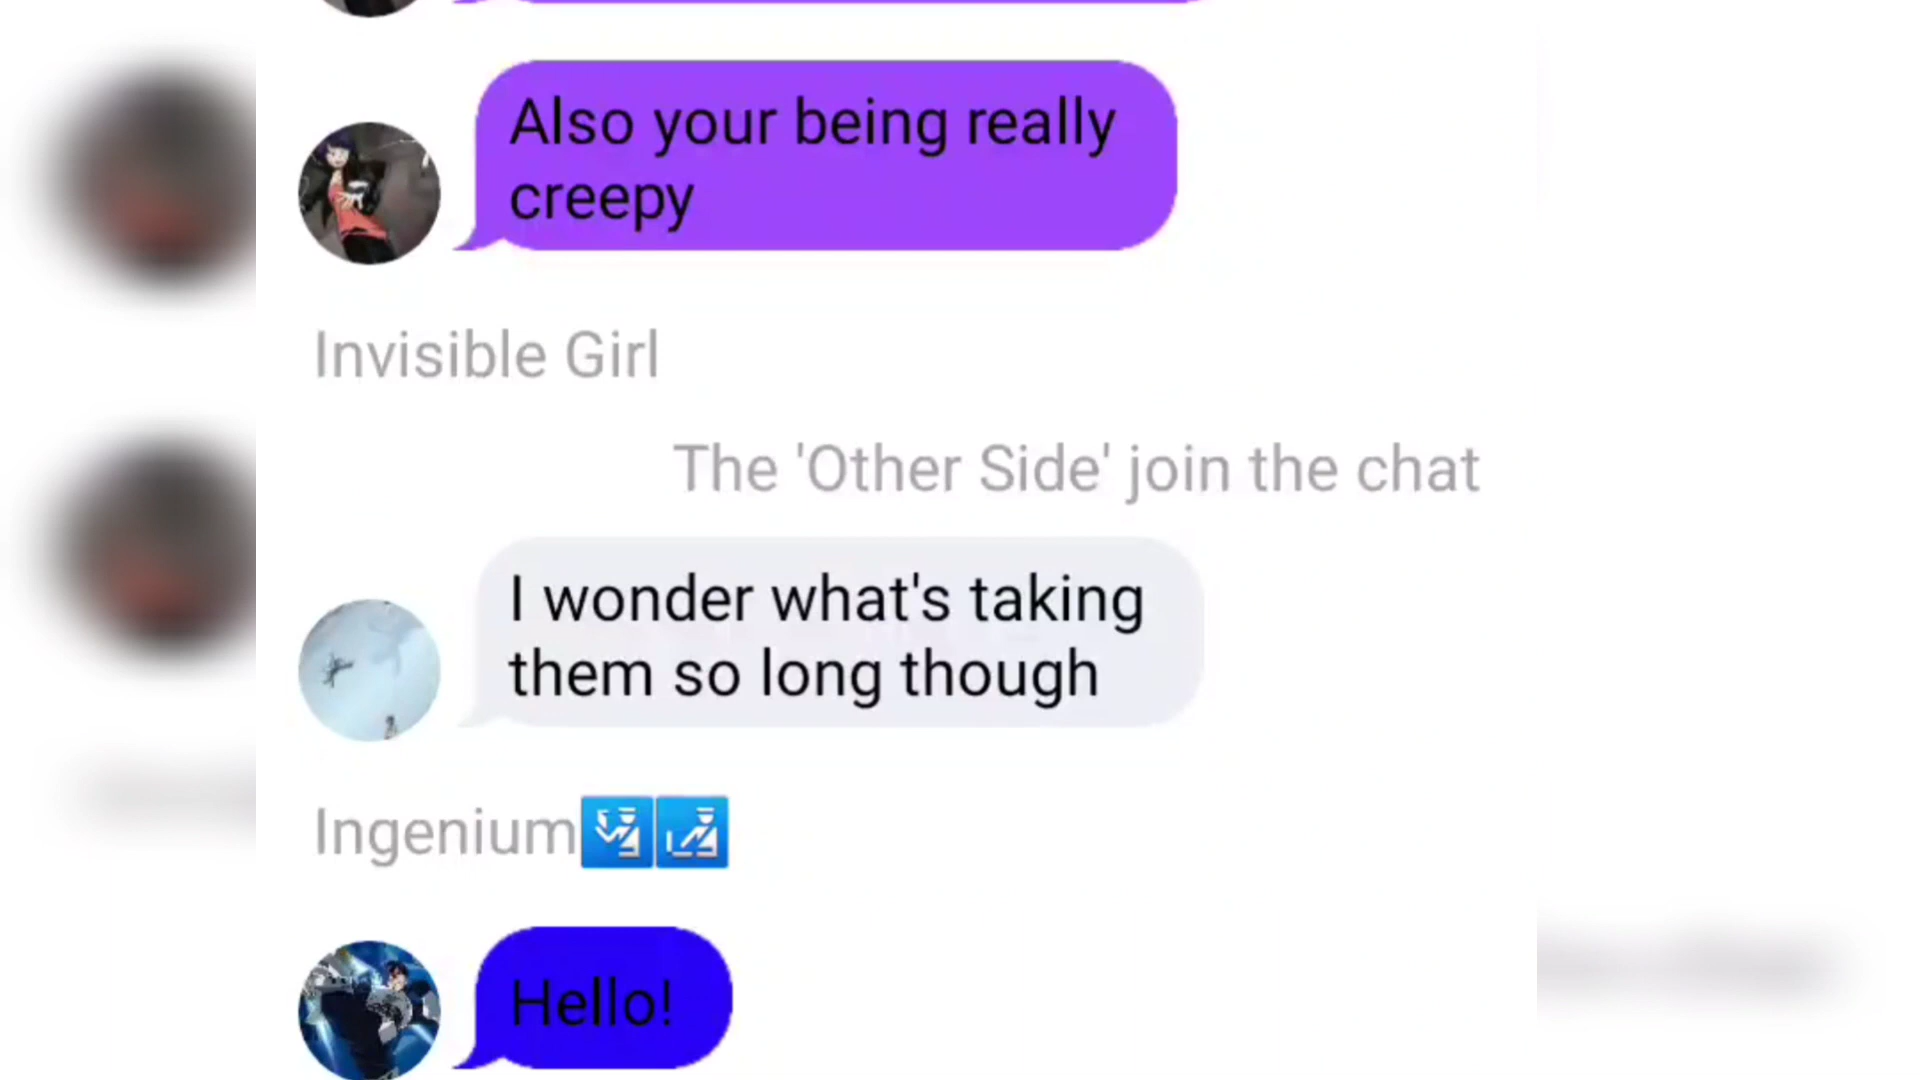 Also your being really
creepy
Invisible Girl
The 'Other Side' join the chat
I wonder what's taking
them so long though
Ingenium🛂🛃
Hello!